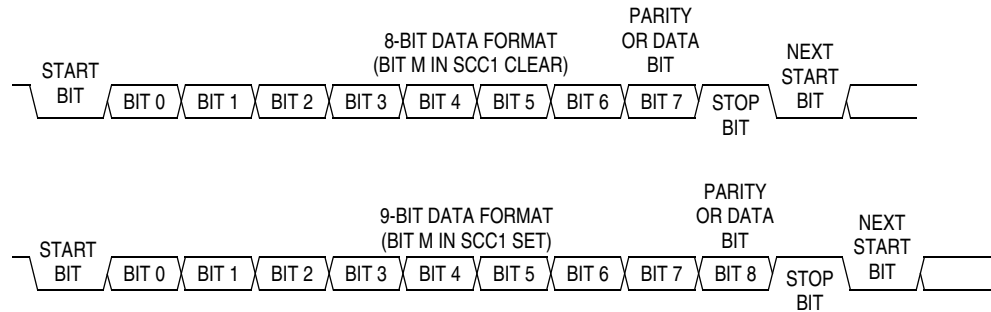 8-BIT DATA FORMAT
(BIT M IN SCC1 CLEAR)
PARITY
OR DATA
BIT
START
BIT
BIT 0
BIT 1
BIT 2
BIT 3
BIT 4
BIT 5
BIT 6
BIT 7
STOP
BIT
NEXT
START
BIT
9-BIT DATA FORMAT
(BIT M IN SCC1 SET)
PARITY
OR DATA
BIT
START
BIT
BIT 0
BIT 1
BIT 2
BIT 3
BIT 4
BIT 5
BIT 6
BIT 7
BIT 8
STOP
BIT
NEXT
START
BIT